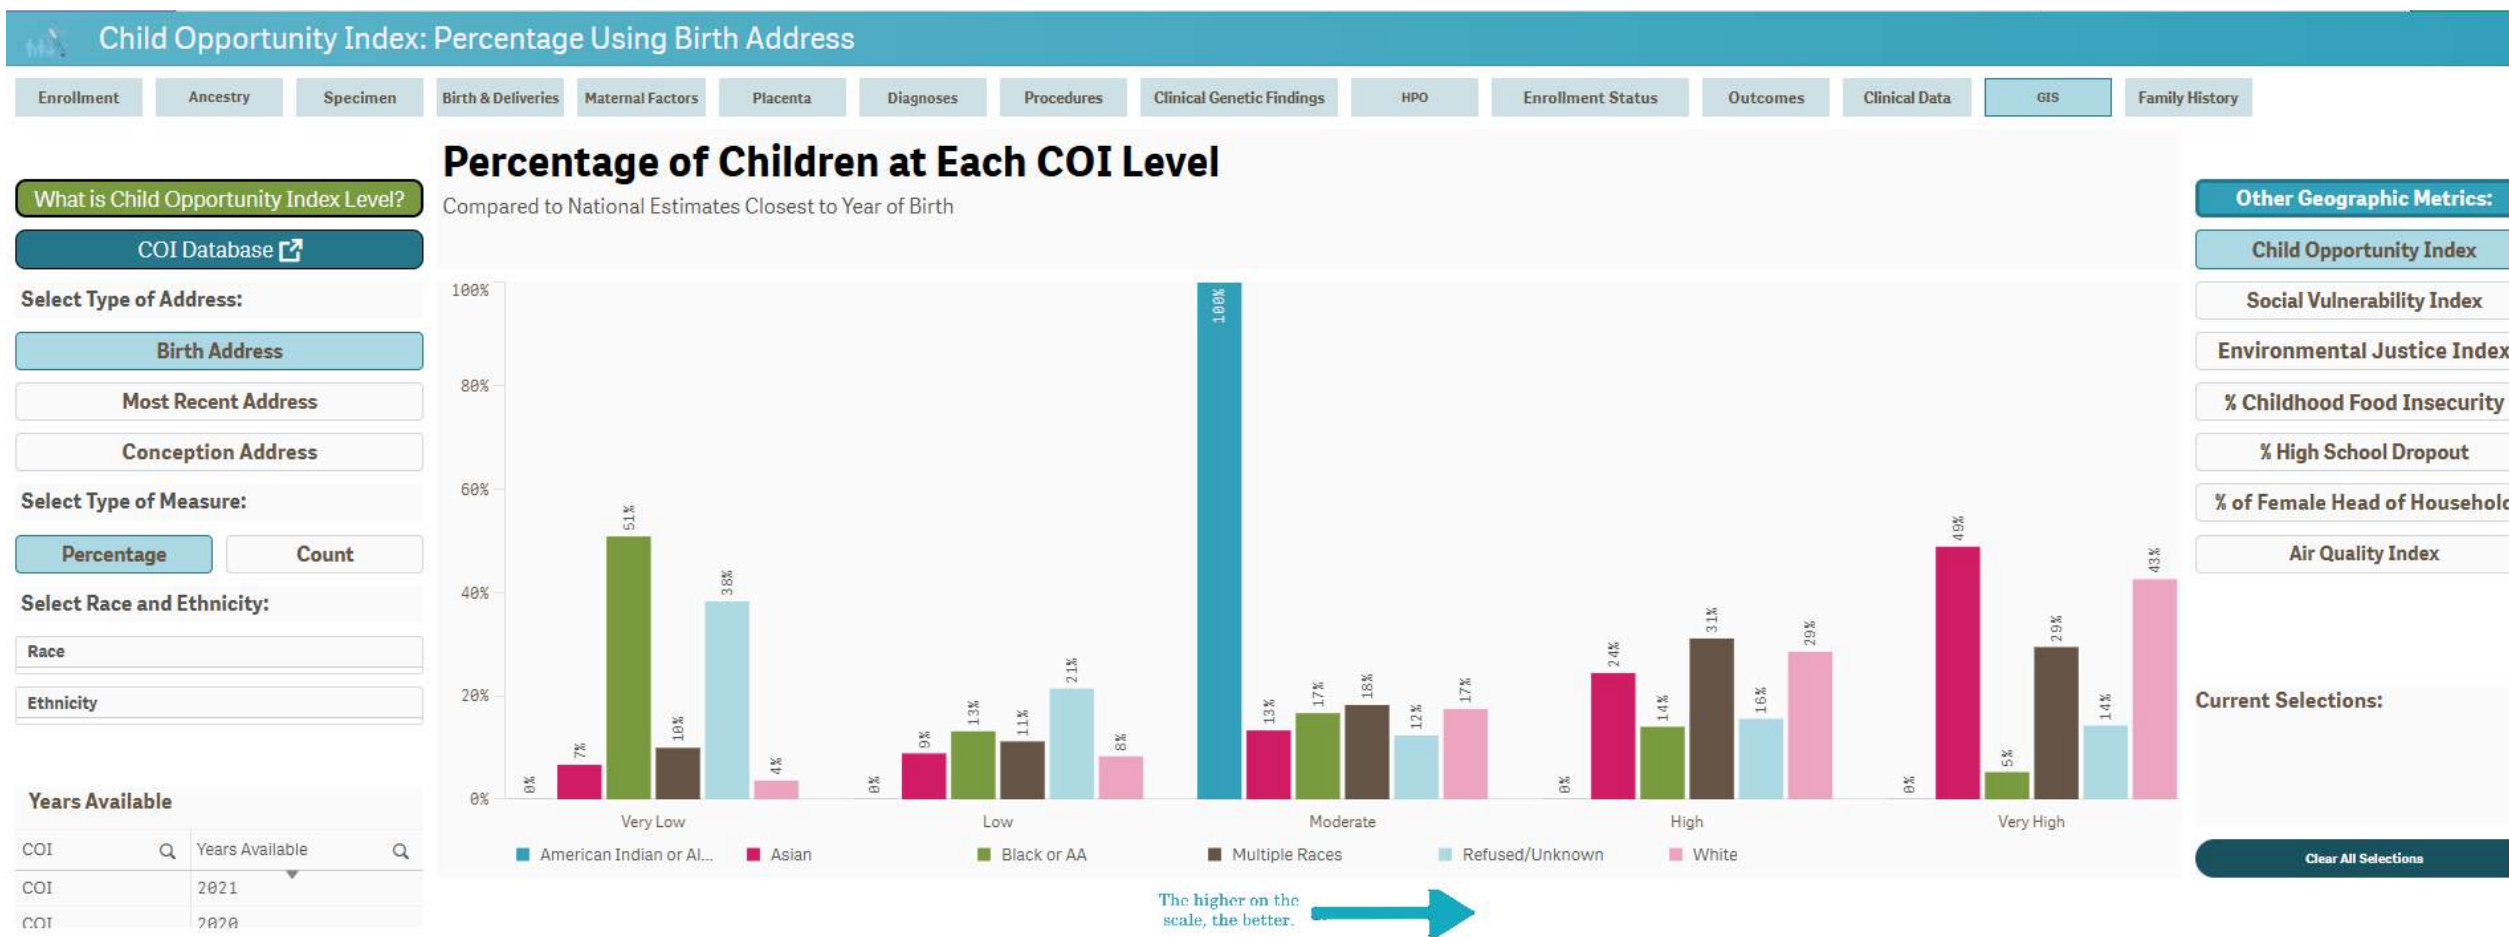 Child Opportunity Index: Percentage Using Birth Address
Enrollment
Ancestry
Specimen
Birth & Deliveries
Maternal Factors
Placenta
Diagnoses
Procedures
Clinical Genetic Findings
HPO
Enrollment Status
Outcomes
Clinical Data
GIS
Family History
What is Child Opportunity Index Level?
COI Database
Select Type of Address:
Birth Address
Most Recent Address
Conception Address
Select Type of Measure:
Percentage
Count
Select Race and Ethnicity:
Race
Ethnicity
Years Available
COI
Years Available
COI
2021
COI
2020
Percentage of Children at Each COI Level
Compared to National Estimates Closest to Year of Birth
100%
80%
60%
40%
20%
0%
0%
7%
51%
10%
38%
4%
0%
9%
13%
11%
21%
8%
100%
13%
17%
18%
12%
17%
0%
24%
14%
31%
16%
29%
0%
49%
5%
29%
14%
43%
Very Low
Low
Moderate
High
Very High
American Indian or Al...
Asian
Black or AA
Multiple Races
Refused/Unknown
White
The higher on the
scale, the better.
Other Geographic Metrics:
Child Opportunity Index
Social Vulnerability Index
Environmental Justice Index
% Childhood Food Insecurity
% High School Dropout
% of Female Head of Household
Air Quality Index
Current Selections:
Clear All Selections